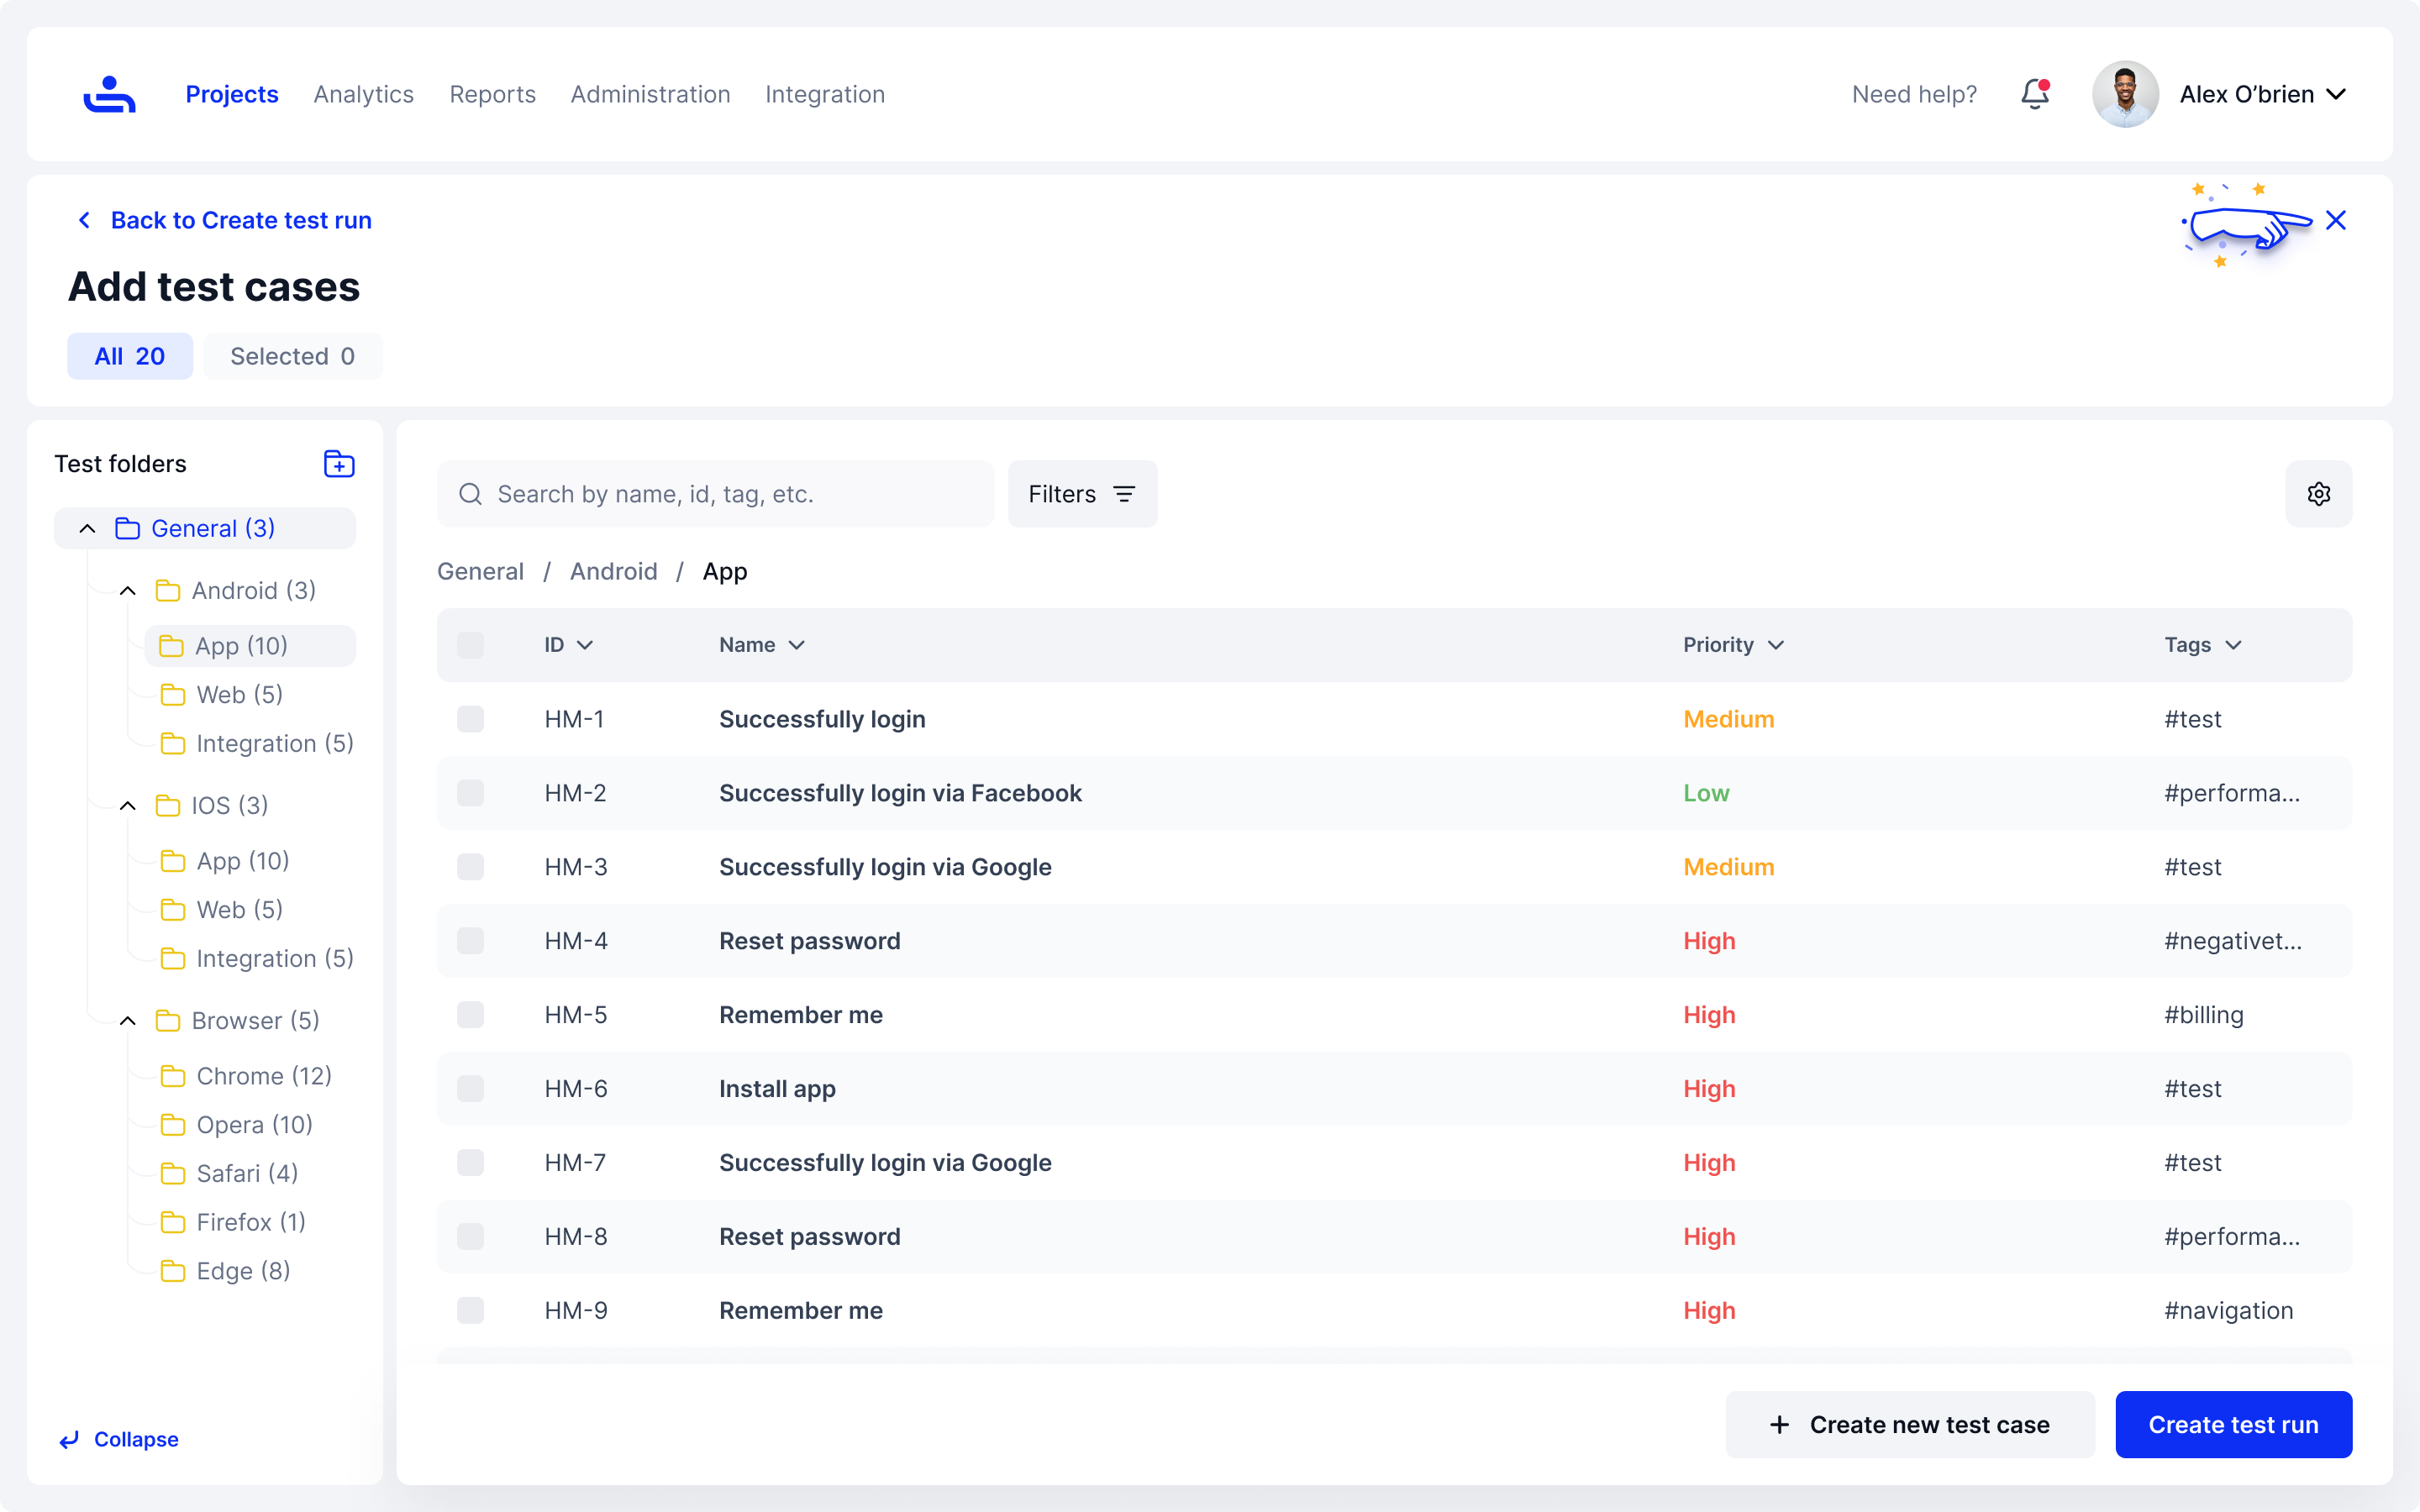 Projects Analytics Reports Administration Integration Need help? Alex O’brien
Back to Create test run
Add test cases
All 20 Selected 0
Test folders
General (3)
Android (3)
App (10)
Web (5)
Integration (5)
IOS (3)
App (10)
Web (5)
Integration (5)
Browser (5)
Chrome (12)
Opera (10)
Safari (4)
Firefox (1)
Edge (8)
Collapse
Search by name, id, tag, etc. Filters
General / Android / App
ID Name Priority Tags
HM-1 Successfully login Medium #test
HM-2 Successfully login via Facebook Low #performa...
HM-3 Successfully login via Google Medium #test
HM-4 Reset password High #negativet...
HM-5 Remember me High #billing
HM-6 Install app High #test
HM-7 Successfully login via Google High #test
HM-8 Reset password High #performa...
HM-9 Remember me High #navigation
+ Create new test case Create test run